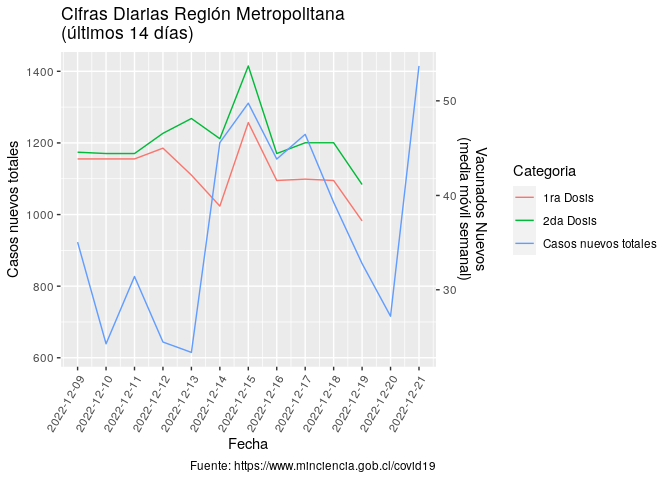 Cifras Diarias Región Metropolitana
(últimos 14 días)
Casos nuevos totales
1400
1200
1000
800
600
50
40
30
Vacunados Nuevos
(media móvil semanal)
Categoria
1ra Dosis
2da Dosis
Casos nuevos totales
2022-12-09
2022-12-10
2022-12-11
2022-12-12
2022-12-13
2022-12-14
2022-12-15
2022-12-16
2022-12-17
2022-12-18
2022-12-19
2022-12-20
2022-12-21
Fecha
Fuente: https://www.minciencia.gob.cl/covid19